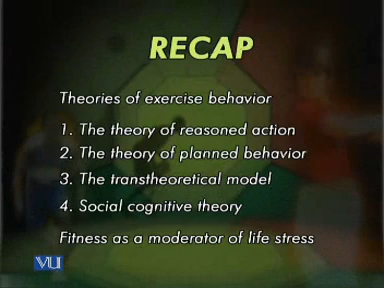 RECAP
Theories of exercise behavior
1. The theory of reasoned action
2. The theory of planned behavior
3. The transtheoretical model
4. Social cognitive theory
Fitness as a moderator of life stress
VU